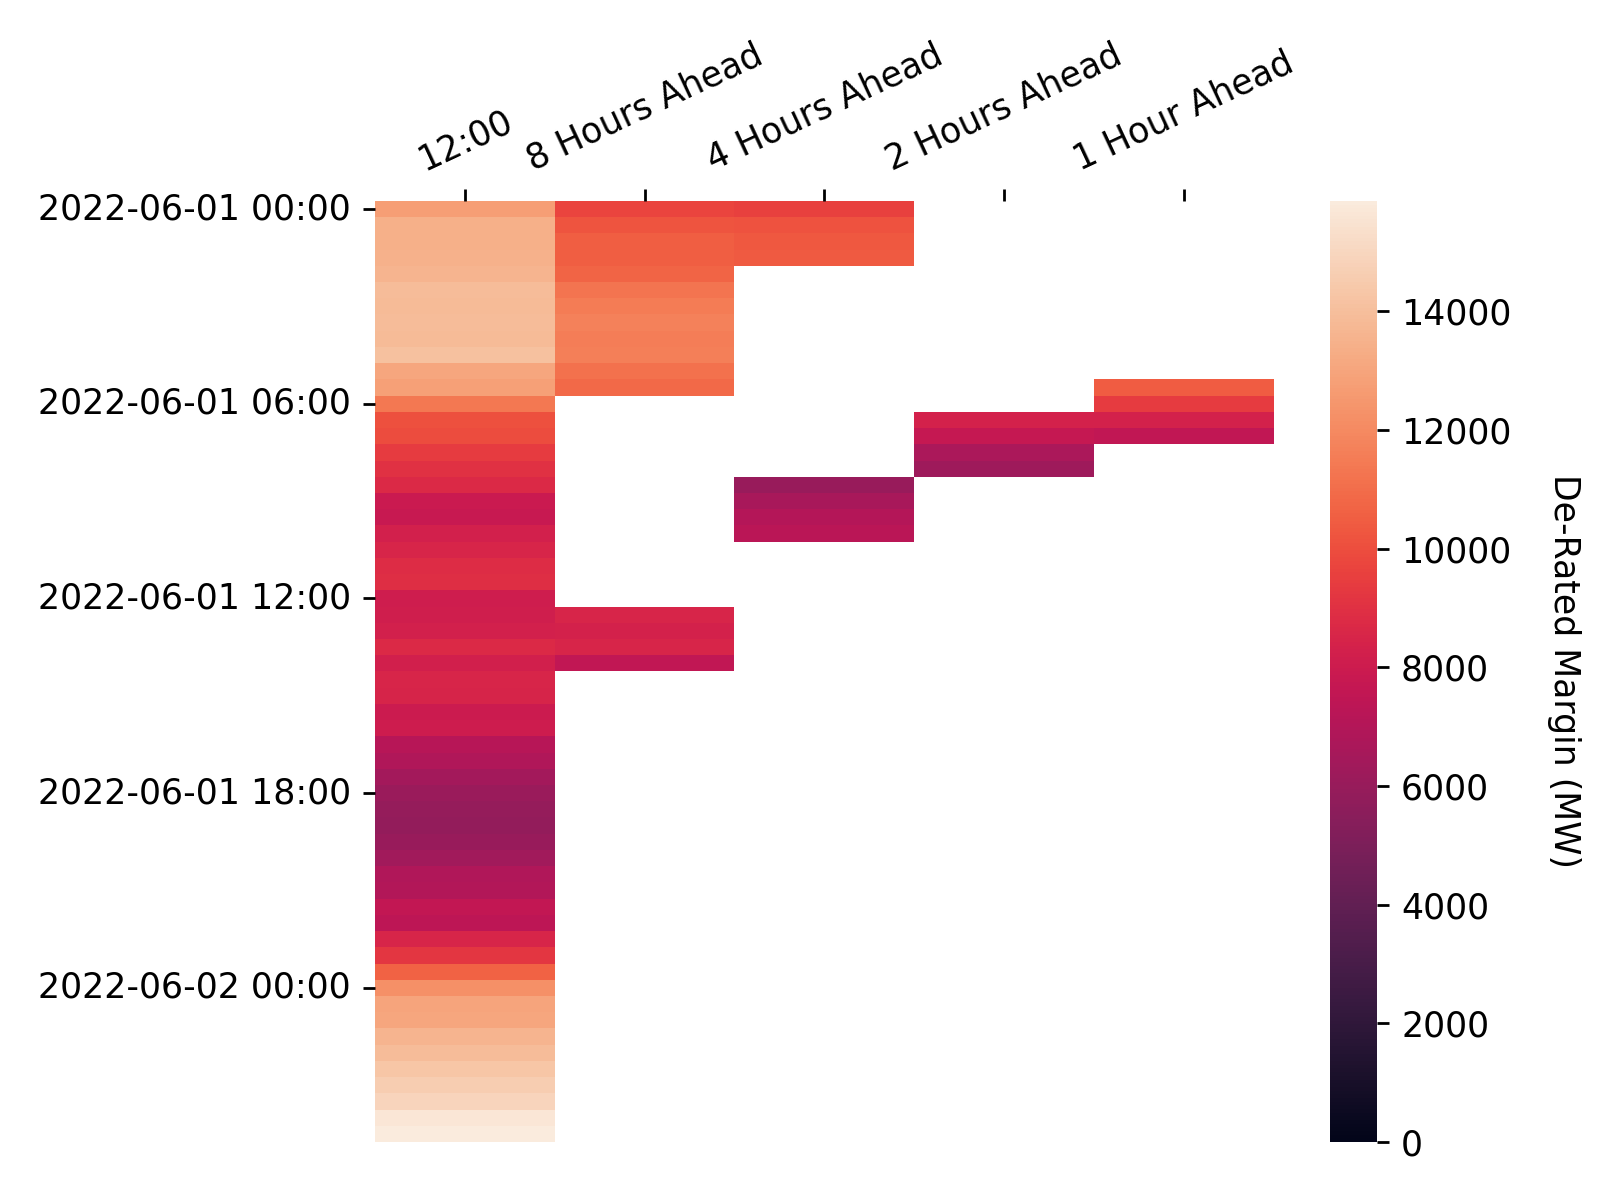 12:00
8 Hours Ahead
4 Hours Ahead
2 Hours Ahead
1 Hour Ahead
2022-06-01 00:00
2022-06-01 06:00
2022-06-01 12:00
2022-06-01 18:00
2022-06-02 00:00
14000
12000
10000
8000
6000
4000
2000
0
De-Rated Margin (MW)